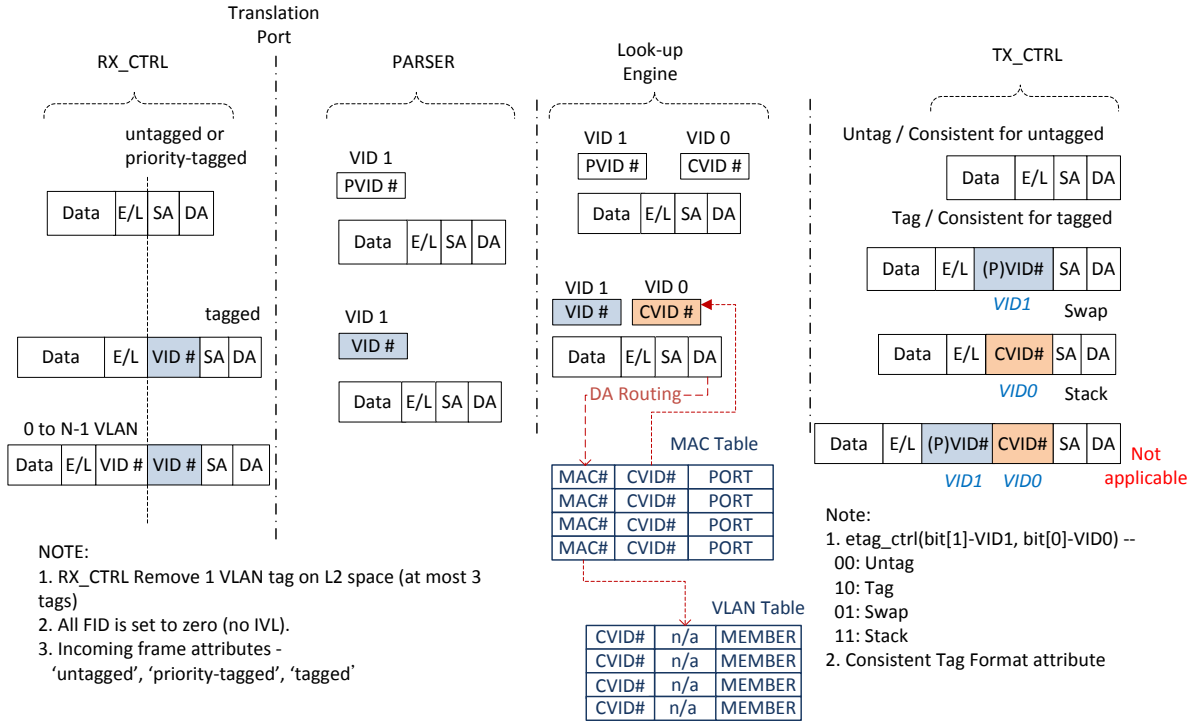 Translation
Port
RX_CTRL
PARSER
Look-up
Engine
TX_CTRL
untagged or
priority-tagged
Data E/L SA DA
tagged
Data E/L VID # SA DA
0 to N-1 VLAN
Data E/L VID # VID # SA DA
NOTE:
1. RX_CTRL Remove 1 VLAN tag on L2 space (at most 3
tags)
2. All FID is set to zero (no IVL).
3. Incoming frame attributes -
‘untagged’, ‘priority-tagged’, ‘tagged’
VID 1
PVID #
Data E/L SA DA
VID 1
VID #
Data E/L SA DA
VID 1 VID 0
PVID # CVID #
Data E/L SA DA
VID 1 VID 0
VID # CVID #
Data E/L SA DA
DA Routing
MAC Table
MAC# CVID# PORT
MAC# CVID# PORT
MAC# CVID# PORT
MAC# CVID# PORT
VLAN Table
CVID# n/a MEMBER
CVID# n/a MEMBER
CVID# n/a MEMBER
CVID# n/a MEMBER
Untag / Consistent for untagged
Data E/L SA DA
Tag / Consistent for tagged
Data E/L (P)VID# SA DA
VID1
Swap
Data E/L CVID# SA DA
VID0
Stack
Data E/L (P)VID# CVID# SA DA
VID1 VID0
Not
applicable
Note:
1. etag_ctrl(bit[1]-VID1, bit[0]-VID0) --
00: Untag
10: Tag
01: Swap
11: Stack
2. Consistent Tag Format attribute